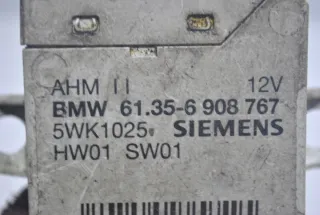 AHM II 12V
BMW 61.35-6 908 767
5WK1025 SIEMENS
HW01 SW01